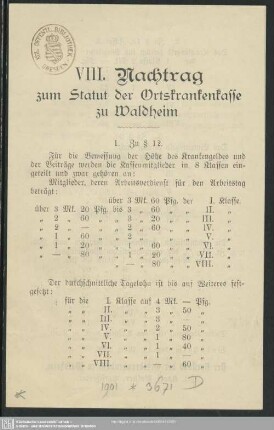 VIII. Nachtrag
zum Statut der Ortskrankenkasse
zu Waldheim
1. Zu § 12.
Für die Bemessung der Höhe des Krankengeldes und
der Beiträge werden die Kassenmitglieder in 8 Klassen ein-
geteilt und zwar gehören an:
Mitglieder, deren Arbeitsverdienst für den Arbeitstag
beträgt:
über 3 Mk. 60 Pfg. der I. Klasse
über 3 Mk. 20 Pfg. bis 3 „ 60 „ „ II. „
„ 2 „ 60 „ „ 3 „ 20 „ „ III. „
„ 2 „ — „ „ 2 „ 60 „ „ IV. „
„ 1 „ 60 „ „ 2 „ — „ „ V. „
„ 1 „ 20 „ „ 1 „ 60 „ „ VI. „
„ — „ 80 „ „ 1 „ 20 „ „ VII. „
„ — „ 80 „ „ VIII. „
Der durchschnittliche Tagelohn ist bis auf Weiteres fest-
gesetzt:
für die I. Klasse auf 4 Mk. — Pfg.
„ „ II. „ „ 3 „ 50 „
„ „ III. „ „ 3 „ — „
„ „ IV. „ „ 2 „ 50 „
„ „ V. „ „ 1 „ 80 „
„ „ VI. „ „ 1 „ 40 „
„ „ VII. „ „ 1 „ — „
„ „ VIII. „ „ — „ 60 „
1901 * 3671 D